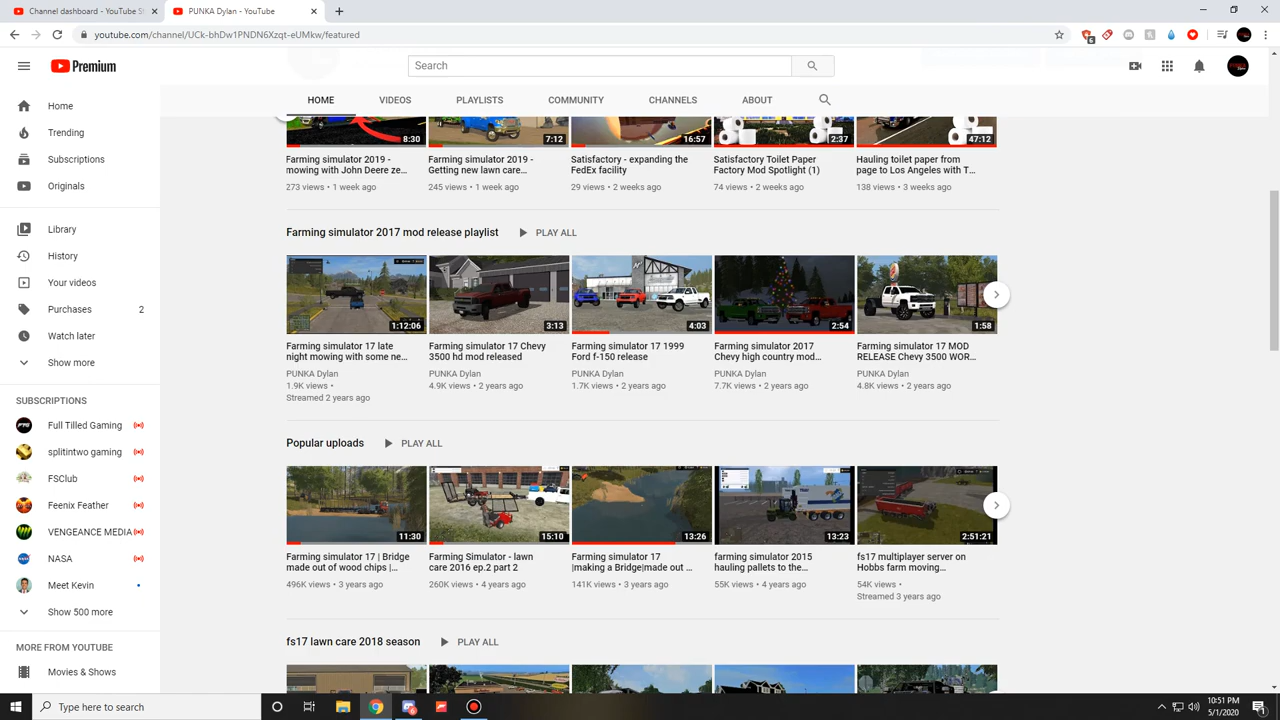 Channel dashboard - YouTube St
PUNKA Dylan - YouTube
youtube.com/channel/UCk-bhDw1PNDN6Xzqt-eUMkw/featured
6
Premium
Search
Home
Trending
Subscriptions
Originals
Library
History
Your videos
Purchases 2
Watch later
Show more
SUBSCRIPTIONS
Full Tilled Gaming
splitintwo gaming
FSClub
Feenix Feather
VENGEANCE MEDIA
NASA
Meet Kevin
Show 500 more
MORE FROM YOUTUBE
Movies & Shows
HOME VIDEOS PLAYLISTS COMMUNITY CHANNELS ABOUT
8:30
Farming simulator 2019 -
mowing with John Deere ze...
273 views • 1 week ago
7:12
Farming simulator 2019 -
Getting new lawn care...
245 views • 1 week ago
16:57
Satisfactory - expanding the
FedEx facility
29 views • 2 weeks ago
2:37
Satisfactory Toilet Paper
Factory Mod Spotlight (1)
74 views • 2 weeks ago
47:12
Hauling toilet paper from
page to Los Angeles with T...
138 views • 3 weeks ago
Farming simulator 2017 mod release playlist PLAY ALL
1:12:06
Farming simulator 17 late
night mowing with some ne...
PUNKA Dylan
1.9K views •
Streamed 2 years ago
3:13
Farming simulator 17 Chevy
3500 hd mod released
PUNKA Dylan
4.9K views • 2 years ago
4:03
Farming simulator 17 1999
Ford f-150 release
PUNKA Dylan
1.7K views • 2 years ago
2:54
Farming simulator 2017
Chevy high country mod...
PUNKA Dylan
7.7K views • 2 years ago
1:58
Farming simulator 17 MOD
RELEASE Chevy 3500 WOR...
PUNKA Dylan
4.8K views • 2 years ago
Popular uploads PLAY ALL
11:30
Farming simulator 17 | Bridge
made out of wood chips |...
496K views • 3 years ago
15:10
Farming Simulator - lawn
care 2016 ep.2 part 2
260K views • 4 years ago
13:26
Farming simulator 17
|making a Bridge|made out ...
141K views • 3 years ago
13:23
farming simulator 2015
hauling pallets to the...
55K views • 4 years ago
2:51:21
fs17 multiplayer server on
Hobbs farm moving...
54K views •
Streamed 3 years ago
fs17 lawn care 2018 season PLAY ALL
Type here to search
10:51 PM
5/1/2020